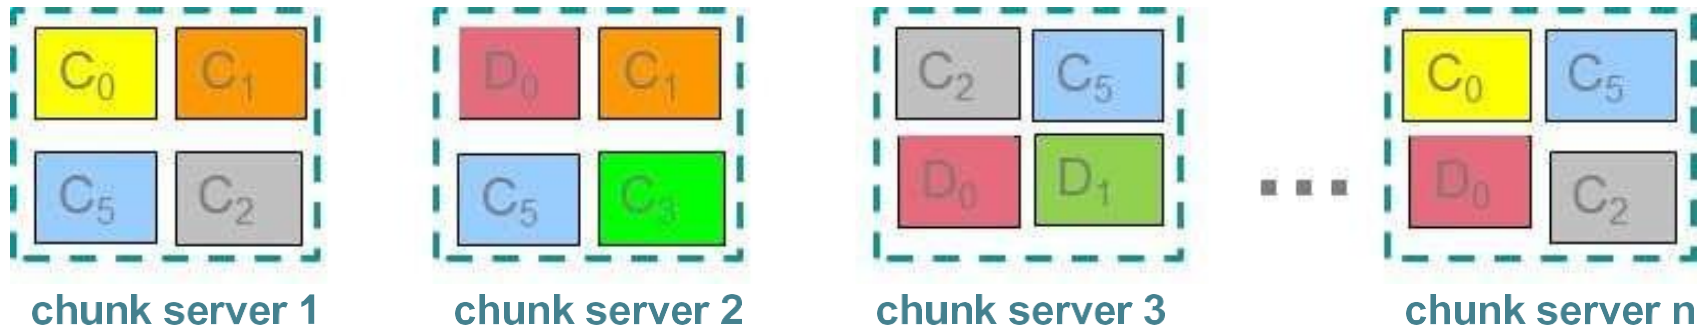 C₀ C₁
C₅ C₂
chunk server 1
D₀ C₁
C₅ C₃
chunk server 2
C₂ C₅
D₀ D₁
chunk server 3
...
C₀ C₅
D₀ C₂
chunk server n